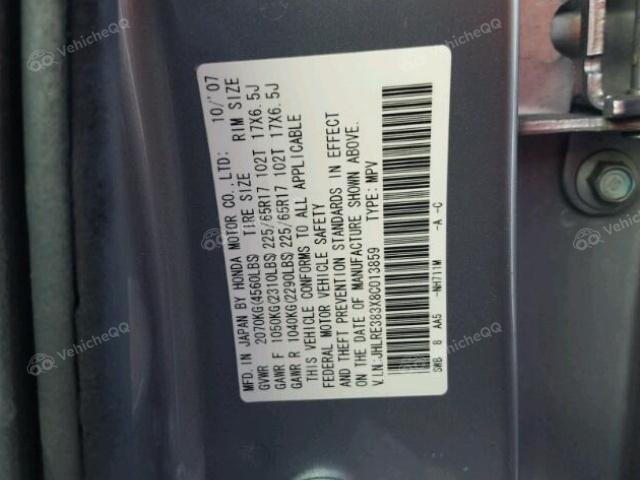 MFD. IN JAPAN BY HONDA MOTOR CO., LTD: 10/'07
GVWR 2070KG(4560LBS) TIRE SIZE RIM SIZE
GAWR F 1050KG(2310LBS) 225/65R17 102T 17X6.5J
GAWR R 1040KG(2290LBS) 225/65R17 102T 17X6.5J
THIS VEHICLE CONFORMS TO ALL APPLICABLE
FEDERAL MOTOR VEHICLE SAFETY
AND THEFT PREVENTION STANDARDS IN EFFECT
ON THE DATE OF MANUFACTURE SHOWN ABOVE.
V.I.N:JHLRE383X8C013859 TYPE: MPV
SWB 8 AA5 -NH711M -A -C
VehicleQQ
VehicheQQ
VehicheQQ
VehicheQQ
VehicheQQ
VehicheQQ
VehicheQQ